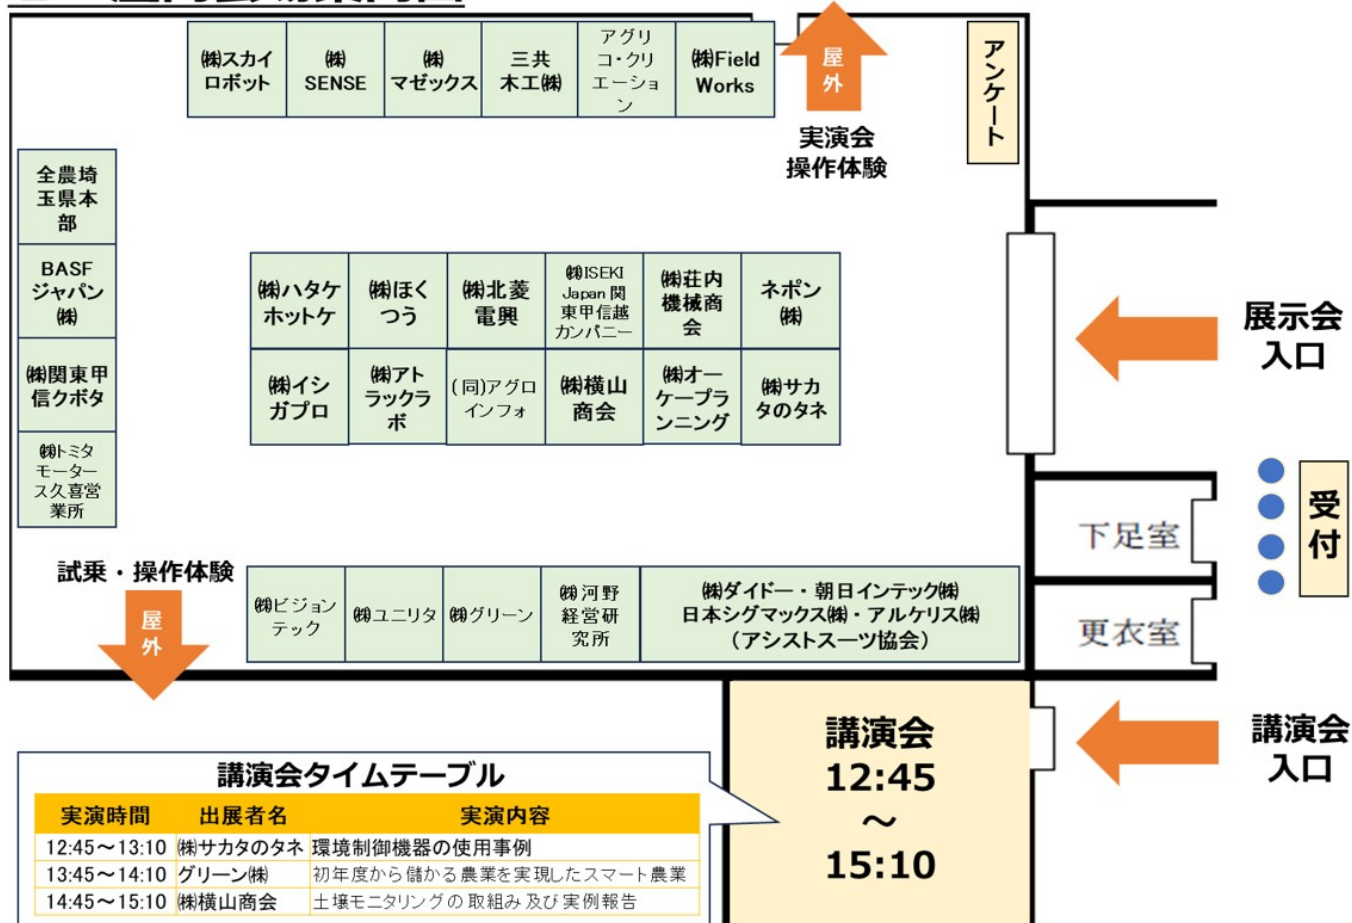 ㈱スカイ
ロボット
㈱
SENSE
㈱
マゼックス
三共
木工㈱
アグリ
コ・クリ
エーショ
ン
㈱Field
Works
屋
外
実演会
操作体験
アンケート
全農埼
玉県本
部
BASF
ジャパン
㈱
㈱関東甲
信クボタ
㈱トミタ
モーター
ス久喜営
業所
㈱ハタケ
ホットケ
㈱ほく
つう
㈱北菱
電興
㈱ISEKI
Japan 関
東甲信越
カンパニー
㈱荘内
機械商
会
ネポン
㈱
㈱イシ
ガプロ
㈱アト
ラックラ
ボ
(同)アグロ
インフォ
㈱横山
商会
㈱オー
ケープラ
ンニング
㈱サカ
タのタネ
展示会
入口
受付
下足室
更衣室
試乗・操作体験
屋
外
㈱ビジョン
テック
㈱ユニリタ
㈱グリーン
㈱河野
経営研
究所
㈱ダイドー・朝日インテック㈱
日本シグマックス㈱・アルケリス㈱
（アシストスーツ協会）
講演会
12:45
～
15:10
講演会
入口
講演会タイムテーブル
実演時間 出展者名 実演内容
12:45～13:10 ㈱サカタのタネ 環境制御機器の使用事例
13:45～14:10 グリーン㈱ 初年度から儲かる農業を実現したスマート農業
14:45～15:10 ㈱横山商会 土壌モニタリングの取組み及び実例報告